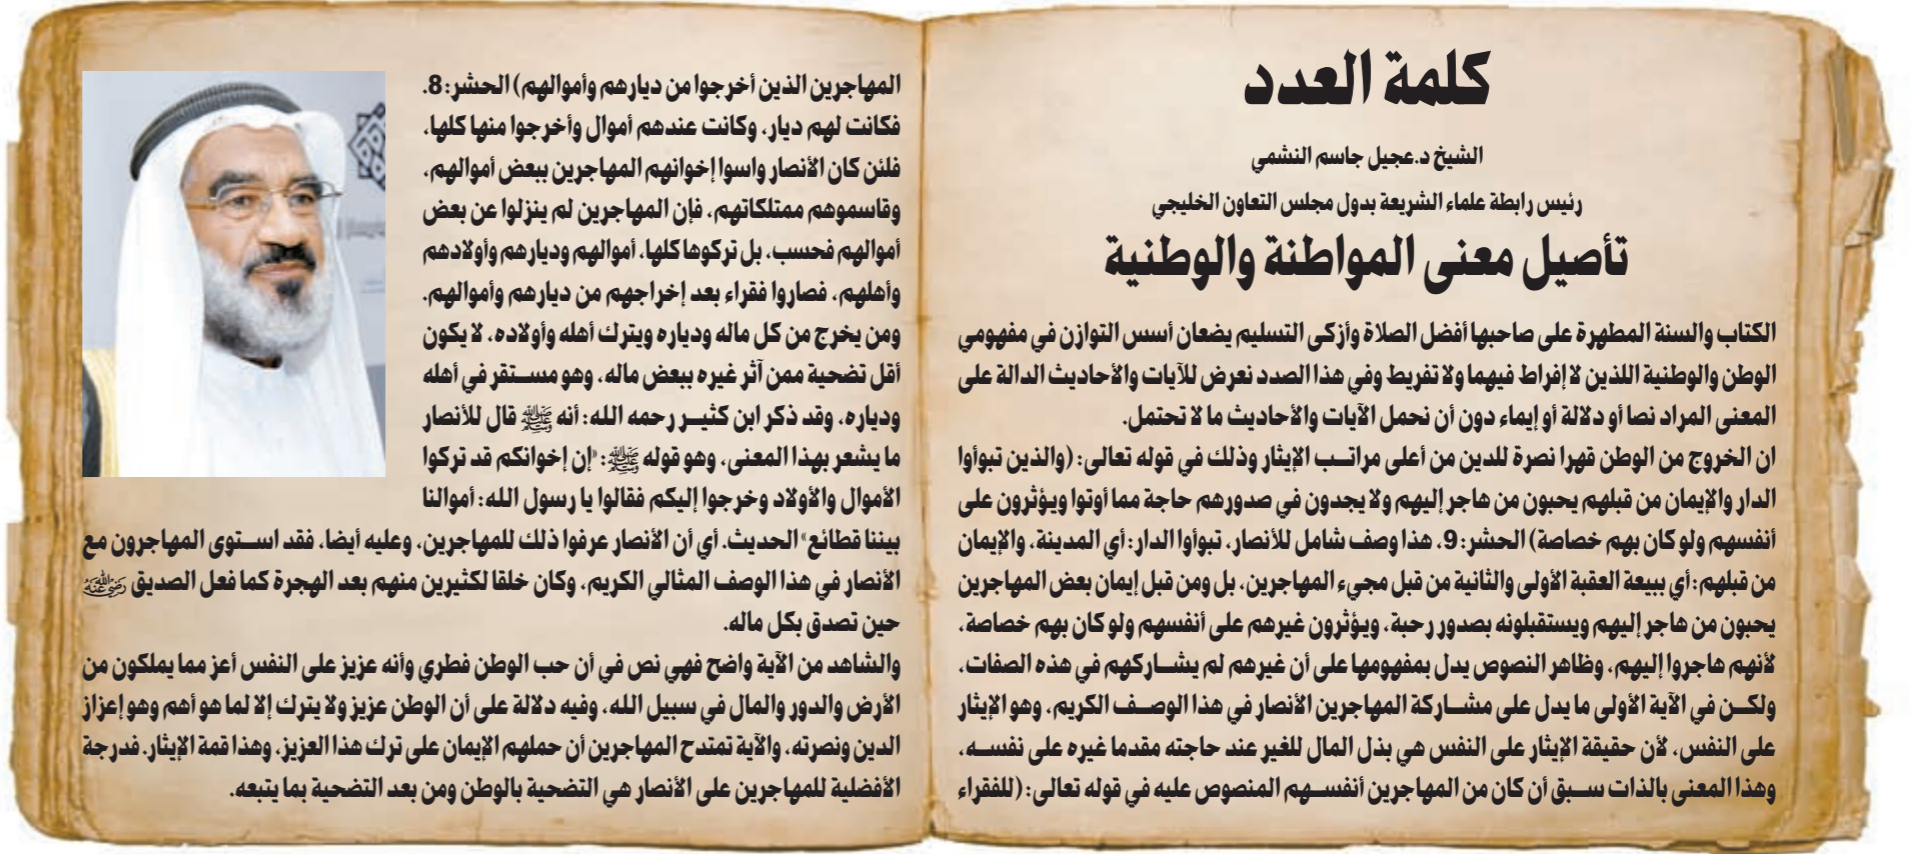 كلمة العدد
الشيخ د.عجيل جاسم النشمي
رئيس رابطة علماء الشريعة بدول مجلس التعاون الخليجي
تأصيل معنى المواطنة والوطنية
الكتاب والسنة المطهرة على صاحبها أفضل الصلاة وأزكى التسليم يضعان أسس التوازن في مفهومي
الوطن والوطنية اللذين لا إفراط فيهما ولا تفريط وفي هذا الصدد نعرض للآيات والأحاديث الدالة على
المعنى المراد نصا أو دلالة أو إيماء دون أن نحمل الآيات والأحاديث ما لا تحتمل.
ان الخروج من الوطن قهرا نصرة للدين من أعلى مراتب الإيثار وذلك في قوله تعالى: (والذين تبوأوا
الدار والإيمان من قبلهم يحبون من هاجر إليهم ولا يجدون في صدورهم حاجة مما أوتوا ويؤثرون على
أنفسهم ولو كان بهم خصاصة) الحشر: 9، هذا وصف شامل للأنصار، تبوأوا الدار: أي المدينة، والإيمان
من قبلهم: أي ببيعة العقبة الأولى والثانية من قبل مجيء المهاجرين، بل ومن قبل إيمان بعض المهاجرين
يحبون من هاجر إليهم ويستقبلونه بصدور رحبة، ويؤثرون غيرهم على أنفسهم ولو كان بهم خصاصة،
لأنهم هاجروا إليهم، وظاهر النصوص يدل بمفهومها على أن غيرهم لم يشاركهم في هذه الصفات،
ولكن في الآية الأولى ما يدل على مشاركة المهاجرين الأنصار في هذا الوصف الكريم، وهو الإيثار
على النفس، لأن حقيقة الإيثار على النفس هي بذل المال للغير عند حاجته مقدما غيره على نفسه،
وهذا المعنى بالذات سبق أن كان من المهاجرين أنفسهم المنصوص عليه في قوله تعالى: (للفقراء
المهاجرين الذين أخرجوا من ديارهم وأموالهم) الحشر: 8.
فكانت لهم ديار، وكانت عندهم أموال وأخرجوا منها كلها،
فلئن كان الأنصار واسوا إخوانهم المهاجرين ببعض أموالهم،
وقاسموهم ممتلكاتهم، فإن المهاجرين لم ينزلوا عن بعض
أموالهم فحسب، بل تركوها كلها، أموالهم وديارهم وأولادهم
وأهلهم، فصاروا فقراء بعد إخراجهم من ديارهم وأموالهم.
ومن يخرج من كل ماله ودياره ويترك أهله وأولاده، لا يكون
أقل تضحية ممن آثر غيره ببعض ماله، وهو مستقر في أهله
ودياره، وقد ذكر ابن كثير رحمه الله: أنه ﷺ قال للأنصار
ما يشعر بهذا المعنى، وهو قوله ﷺ: «إن إخوانكم قد تركوا
الأموال والأولاد وخرجوا إليكم فقالوا يا رسول الله: أموالنا
بيننا قطائع» الحديث. أي أن الأنصار عرفوا ذلك للمهاجرين، وعليه أيضا، فقد استوى المهاجرون مع
الأنصار في هذا الوصف المثالي الكريم، وكان خلقا لكثيرين منهم بعد الهجرة كما فعل الصديق رضي الله عنه
حين تصدق بكل ماله.
والشاهد من الآية واضح فهي نص في أن حب الوطن فطري وأنه عزيز على النفس أعز مما يملكون من
الأرض والدور والمال في سبيل الله، وفيه دلالة على أن الوطن عزيز ولا يترك إلا لما هو أهم وهو إعزاز
الدين ونصرته، والآية تمتدح المهاجرين أن حملهم الإيمان على ترك هذا العزيز، وهذا قمة الإيثار، فدرجة
الأفضلية للمهاجرين على الأنصار هي التضحية بالوطن ومن بعد التضحية بما يتبعه.